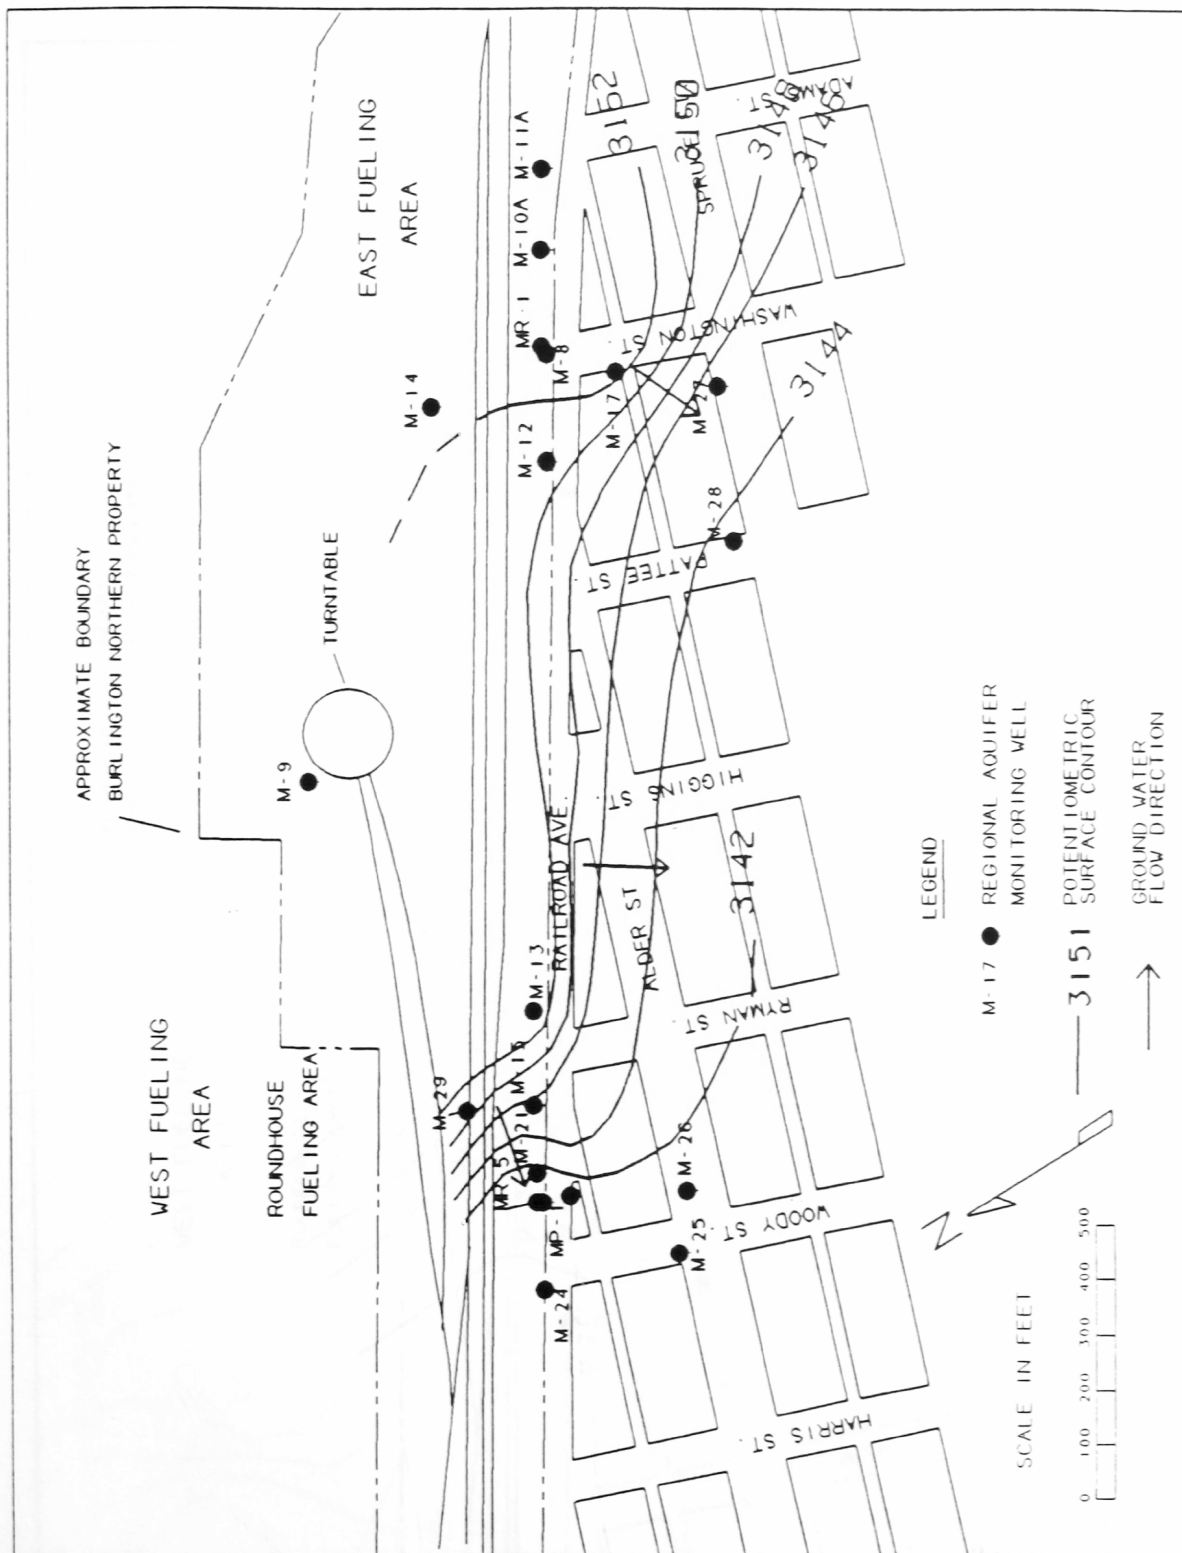 APPROXIMATE BOUNDARY
BURLINGTON NORTHERN PROPERTY
TURNTABLE
WEST FUELING
AREA
ROUNDHOUSE
FUELING AREA
EAST FUELING
AREA
M-9
M-14
M-29
M-13
M-15
M-21
MR-5
M-24
M-12
M-8
MR-1
M-10A
M-11A
M-17
M-27
M-28
M-26
M-25
RAILROAD AVE.
ALDER ST
SPRUCE
HARRIS ST.
WOODY ST.
RYMAN ST.
HIGGINS ST.
PATTEE ST.
WASHINGTON ST.
ADAMS ST.
3152
3150
3148
3146
3144
3142
LEGEND
M-17 REGIONAL AQUIFER
MONITORING WELL
3151 POTENTIOMETRIC
SURFACE CONTOUR
GROUND WATER
FLOW DIRECTION
N
SCALE IN FEET
0 100 200 300 400 500